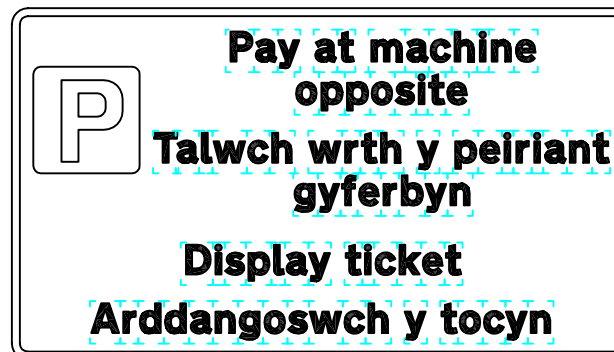 P
Pay at machine
opposite
Talwch wrth y peiriant
gyferbyn
Display ticket
Arddangoswch y tocyn